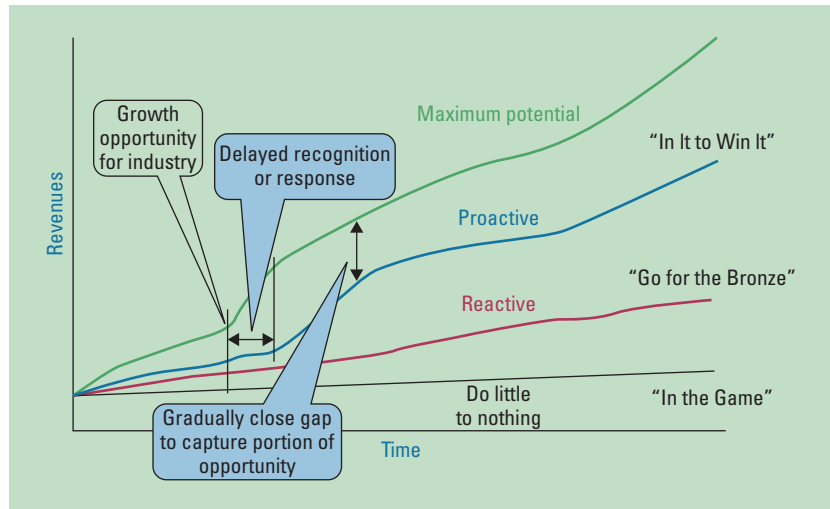 Growth
opportunity
for industry
Delayed recognition
or response
Maximum potential
“In It to Win It”
Revenues
Proactive
“Go for the Bronze”
Reactive
Do little
to nothing
“In the Game”
Gradually close gap
to capture portion of
opportunity
Time